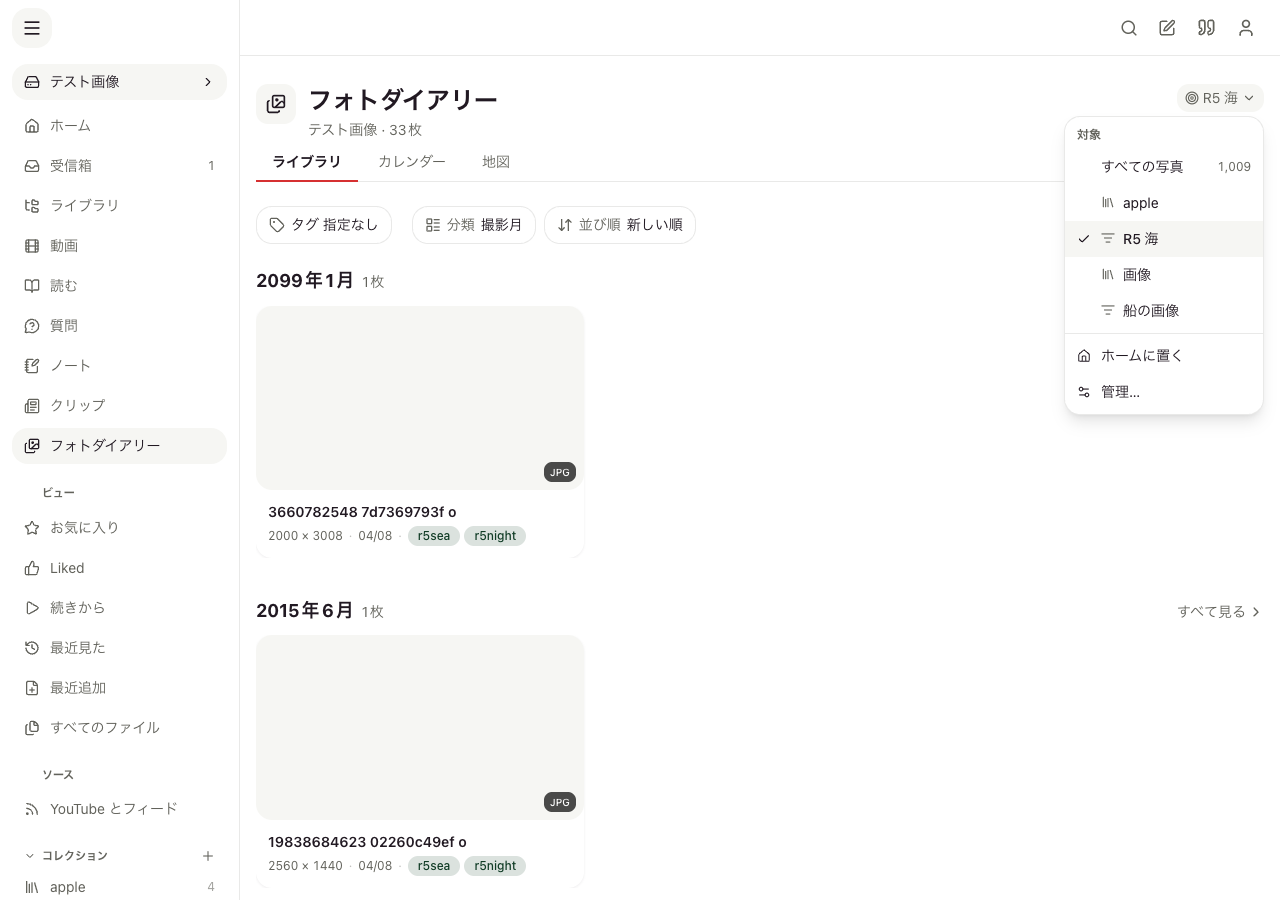 テスト画像
ホーム
受信箱 1
ライブラリ
動画
読む
質問
ノート
クリップ
フォトダイアリー
ビュー
お気に入り
Liked
続きから
最近見た
最近追加
すべてのファイル
ソース
YouTube とフィード
コレクション
apple 4
フォトダイアリー
テスト画像 · 33枚
R5 海
ライブラリ カレンダー 地図
タグ 指定なし 分類 撮影月 並び順 新しい順
2099年1月 1枚
JPG
3660782548 7d7369793f o
2000 × 3008 · 04/08 · r5sea r5night
2015年6月 1枚 すべて見る
JPG
19838684623 02260c49ef o
2560 × 1440 · 04/08 · r5sea r5night
対象
すべての写真 1,009
apple
R5 海
画像
船の画像
ホームに置く
管理...